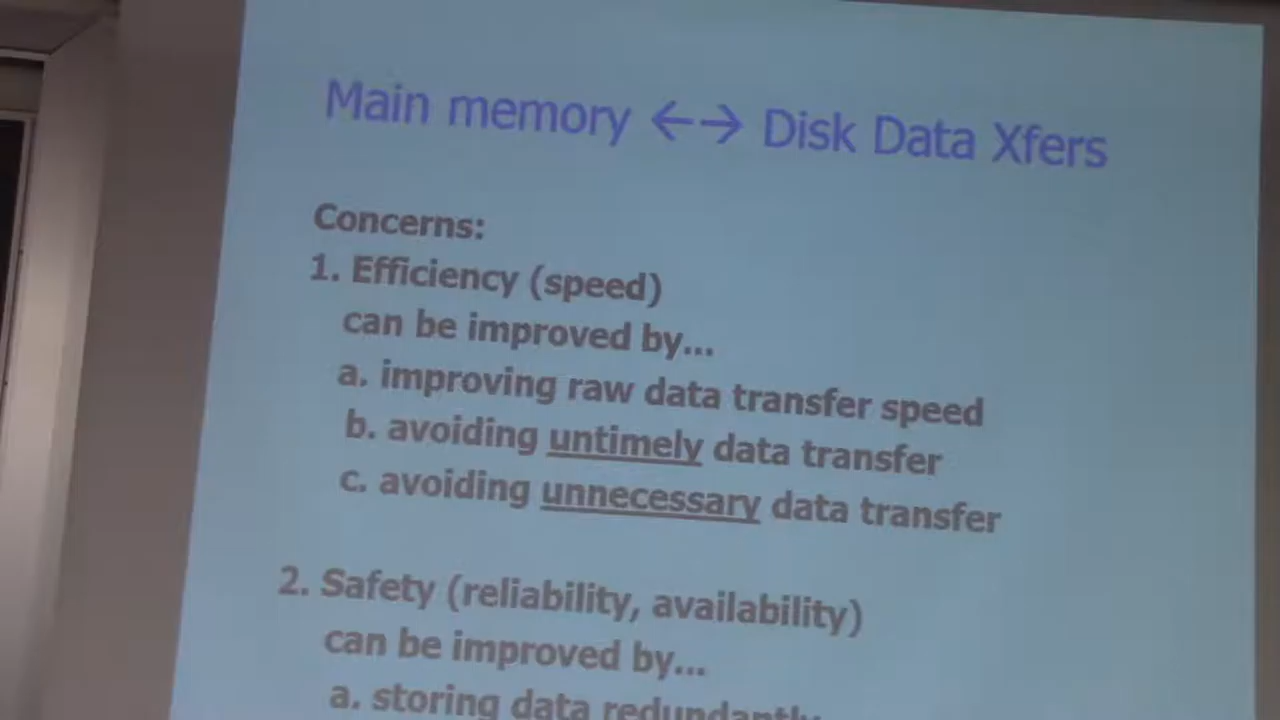 Main memory ←→ Disk Data Xfers
Concerns:
1. Efficiency (speed)
can be improved by...
a. improving raw data transfer speed
b. avoiding untimely data transfer
c. avoiding unnecessary data transfer
2. Safety (reliability, availability)
can be improved by...
a. storing data redundantly